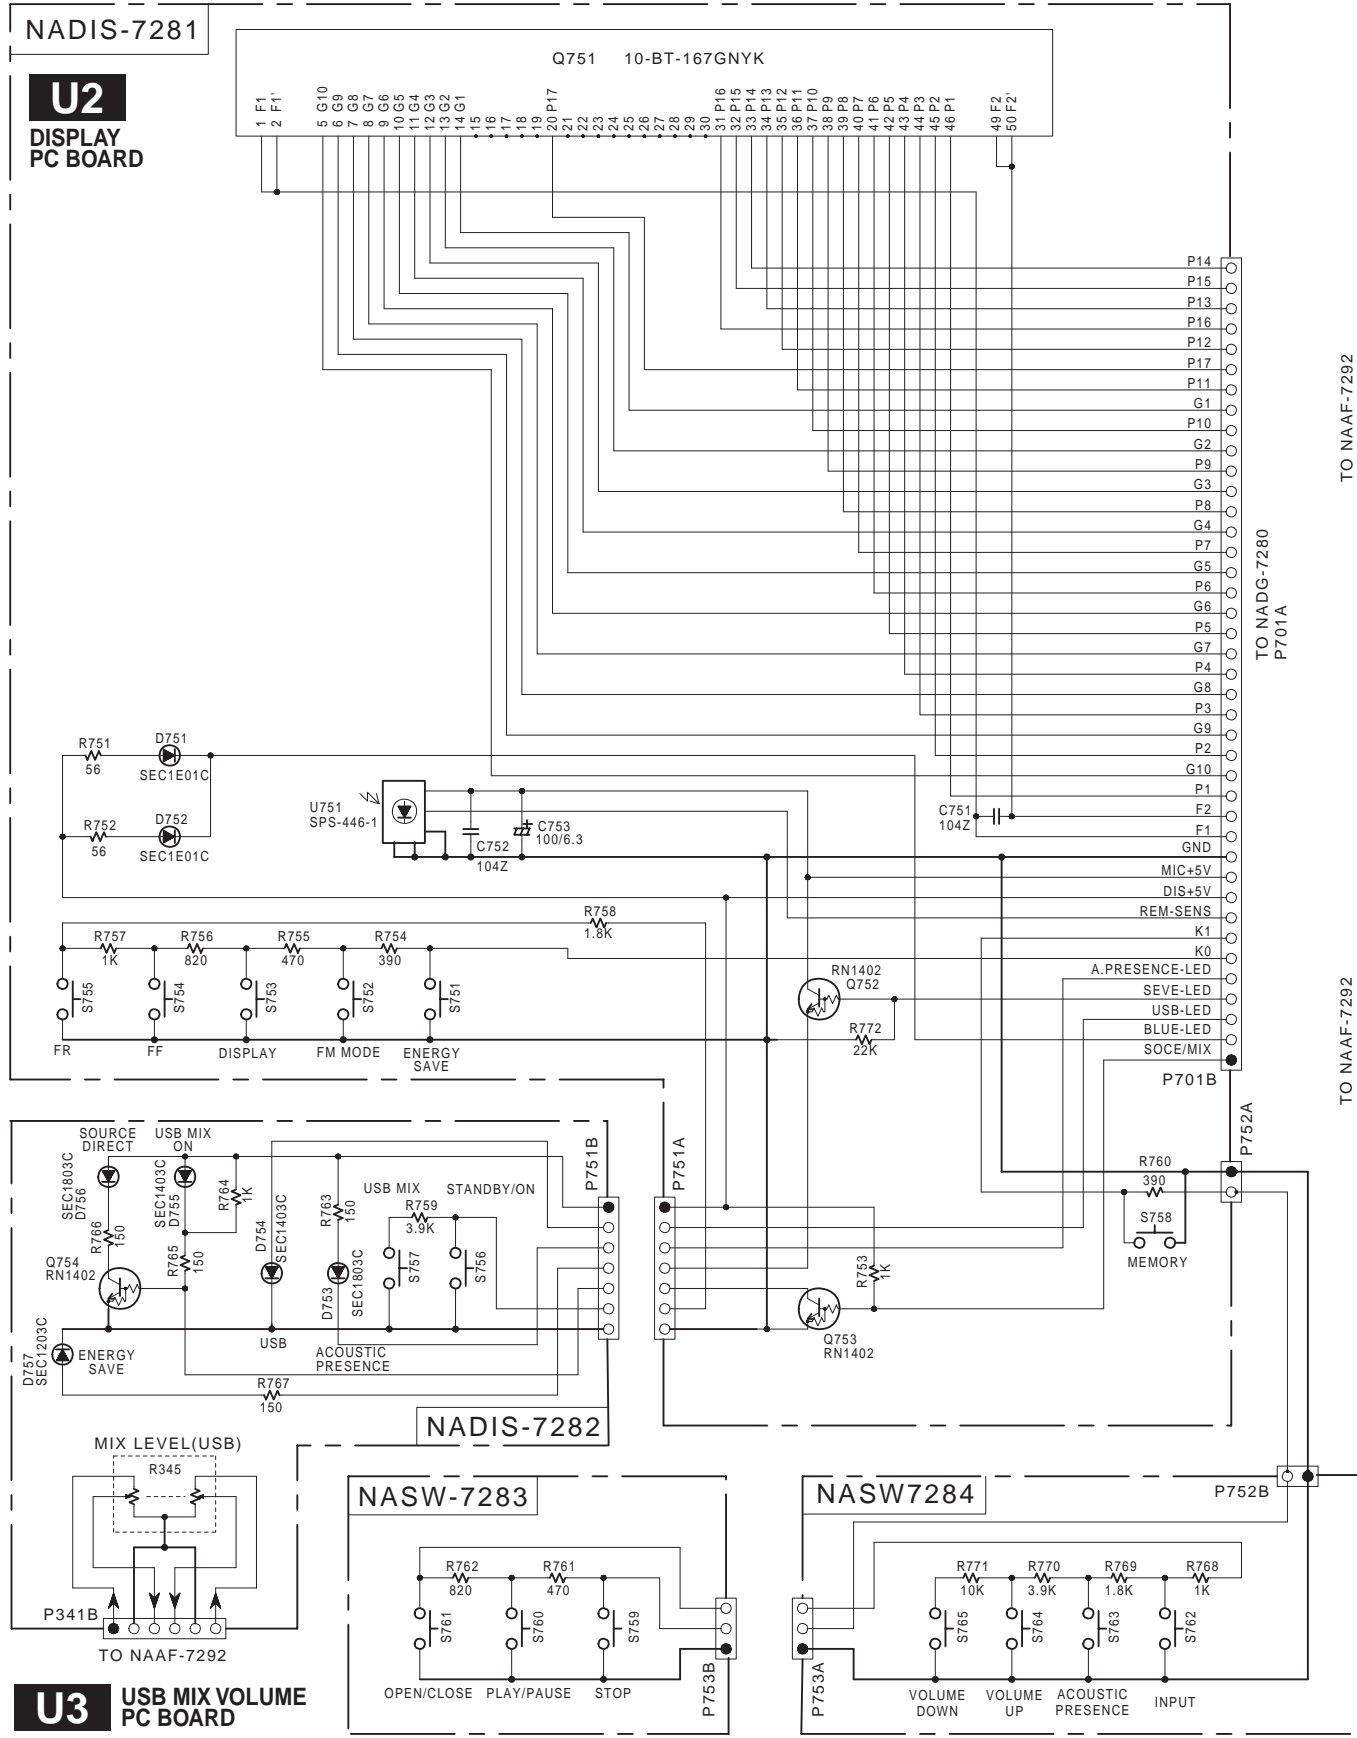 NADIS-7281
U2
DISPLAY
PC BOARD
Q751 10-BT-167GNYK
1 F1
2 F1'
5 G10
6 G9
7 G8
8 G7
9 G6
10 G5
11 G4
12 G3
13 G2
14 G1
15
16
17
18
19
20 P17
21
22
23
24
25
26
27
28
29
30
31 P16
32 P15
33 P14
34 P13
35 P12
36 P11
37 P10
38 P9
39 P8
40 P7
41 P6
42 P5
43 P4
44 P3
45 P2
46 P1
49 F2
50 F2'
P14
P15
P13
P16
P12
P17
P11
G1
P10
G2
P9
G3
P8
G4
P7
G5
P6
G6
P5
G7
P4
G8
P3
G9
P2
G10
P1
F2
F1
GND
MIC+5V
DIS+5V
REM-SENS
K1
K0
A.PRESENCE-LED
SEVE-LED
USB-LED
BLUE-LED
SOCE/MIX
P701B
TO NADG-7280
P701A
TO NAAF-7292
TO NAAF-7292
R751
56
D751
SEC1E01C
R752
56
D752
SEC1E01C
U751
SPS-446-1
C752
104Z
C753
100/6.3
C751
104Z
R758
1.8K
R757
1K
R756
820
R755
470
R754
390
S755
S754
S753
S752
S751
FR
FF
DISPLAY
FM MODE
ENERGY
SAVE
RN1402
Q752
R772
22K
SOURCE
DIRECT
USB MIX
ON
SEC1803C
D756
SEC1403C
D755
R764
1K
R766
150
R765
150
Q754
RN1402
D754
SEC1403C
R763
150
D753
SEC1803C
USB MIX
R759
3.9K
STANDBY/ON
S757
S756
P751B
P751A
D757
SEC1203C
ENERGY
SAVE
USB
ACOUSTIC
PRESENCE
R767
150
NADIS-7282
R753
1K
Q753
RN1402
P752A
R760
390
S758
MEMORY
MIX LEVEL(USB)
R345
P341B
TO NAAF-7292
U3
USB MIX VOLUME
PC BOARD
NASW-7283
R762
820
R761
470
S761
S760
S759
OPEN/CLOSE
PLAY/PAUSE
STOP
P753B
NASW7284
P752B
R771
10K
R770
3.9K
R769
1.8K
R768
1K
S765
S764
S763
S762
P753A
VOLUME
DOWN
VOLUME
UP
ACOUSTIC
PRESENCE
INPUT